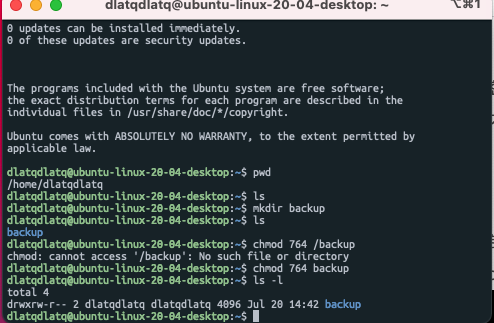 dlatqdlatq@ubuntu-linux-20-04-desktop: ~ ⌥⌘1
0 updates can be installed immediately.
0 of these updates are security updates.
The programs included with the Ubuntu system are free software;
the exact distribution terms for each program are described in the
individual files in /usr/share/doc/*/copyright.
Ubuntu comes with ABSOLUTELY NO WARRANTY, to the extent permitted by
applicable law.
dlatqdlatq@ubuntu-linux-20-04-desktop:~$ pwd
/home/dlatqdlatq
dlatqdlatq@ubuntu-linux-20-04-desktop:~$ ls
dlatqdlatq@ubuntu-linux-20-04-desktop:~$ mkdir backup
dlatqdlatq@ubuntu-linux-20-04-desktop:~$ ls
backup
dlatqdlatq@ubuntu-linux-20-04-desktop:~$ chmod 764 /backup
chmod: cannot access '/backup': No such file or directory
dlatqdlatq@ubuntu-linux-20-04-desktop:~$ chmod 764 backup
dlatqdlatq@ubuntu-linux-20-04-desktop:~$ ls -l
total 4
drwxrw-r-- 2 dlatqdlatq dlatqdlatq 4096 Jul 20 14:42 backup
dlatqdlatq@ubuntu-linux-20-04-desktop:~$